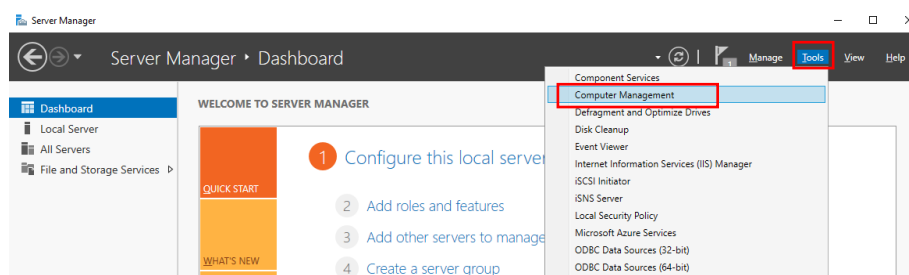 Server Manager
Server Manager ‣ Dashboard
1
Manage
Tools
View
Help
Dashboard
Local Server
All Servers
File and Storage Services
WELCOME TO SERVER MANAGER
QUICK START
WHAT'S NEW
1 Configure this local server
2 Add roles and features
3 Add other servers to manage
4 Create a server group
Component Services
Computer Management
Defragment and Optimize Drives
Disk Cleanup
Event Viewer
Internet Information Services (IIS) Manager
iSCSI Initiator
iSNS Server
Local Security Policy
Microsoft Azure Services
ODBC Data Sources (32-bit)
ODBC Data Sources (64-bit)